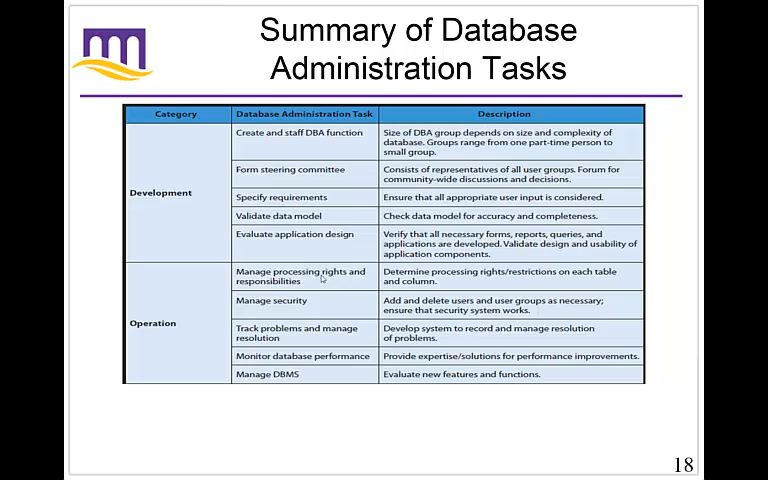 Summary of Database
Administration Tasks
Category Database Administration Task Description
Development
Create and staff DBA function
Size of DBA group depends on size and complexity of
database. Groups range from one part-time person to
small group.
Form steering committee
Consists of representatives of all user groups. Forum for
community-wide discussions and decisions.
Specify requirements
Ensure that all appropriate user input is considered.
Validate data model
Check data model for accuracy and completeness.
Evaluate application design
Verify that all necessary forms, reports, queries, and
applications are developed. Validate design and usability of
application components.
Operation
Manage processing rights and
responsibilities
Determine processing rights/restrictions on each table
and column.
Manage security
Add and delete users and user groups as necessary;
ensure that security system works.
Track problems and manage
resolution
Develop system to record and manage resolution
of problems.
Monitor database performance
Provide expertise/solutions for performance improvements.
Manage DBMS
Evaluate new features and functions.
18